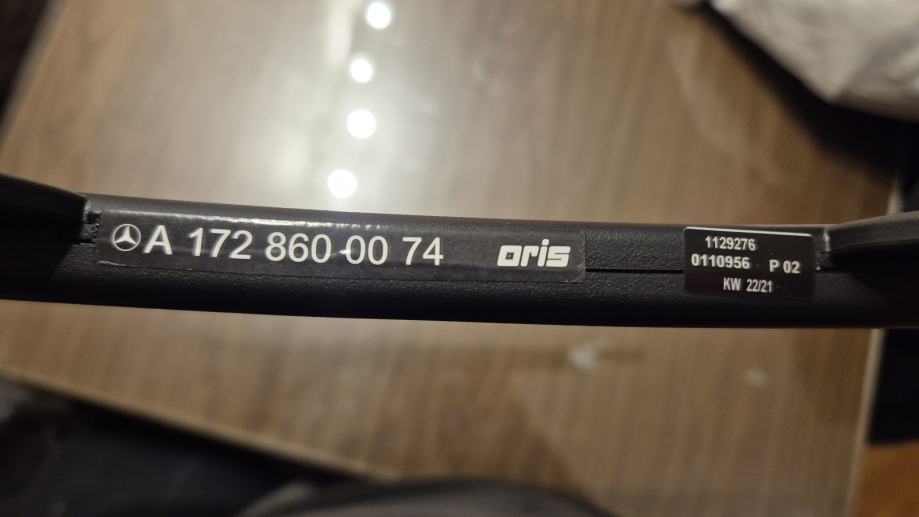 A 172 860 00 74 oris
1129276
0110956 P 02
KW 22/21